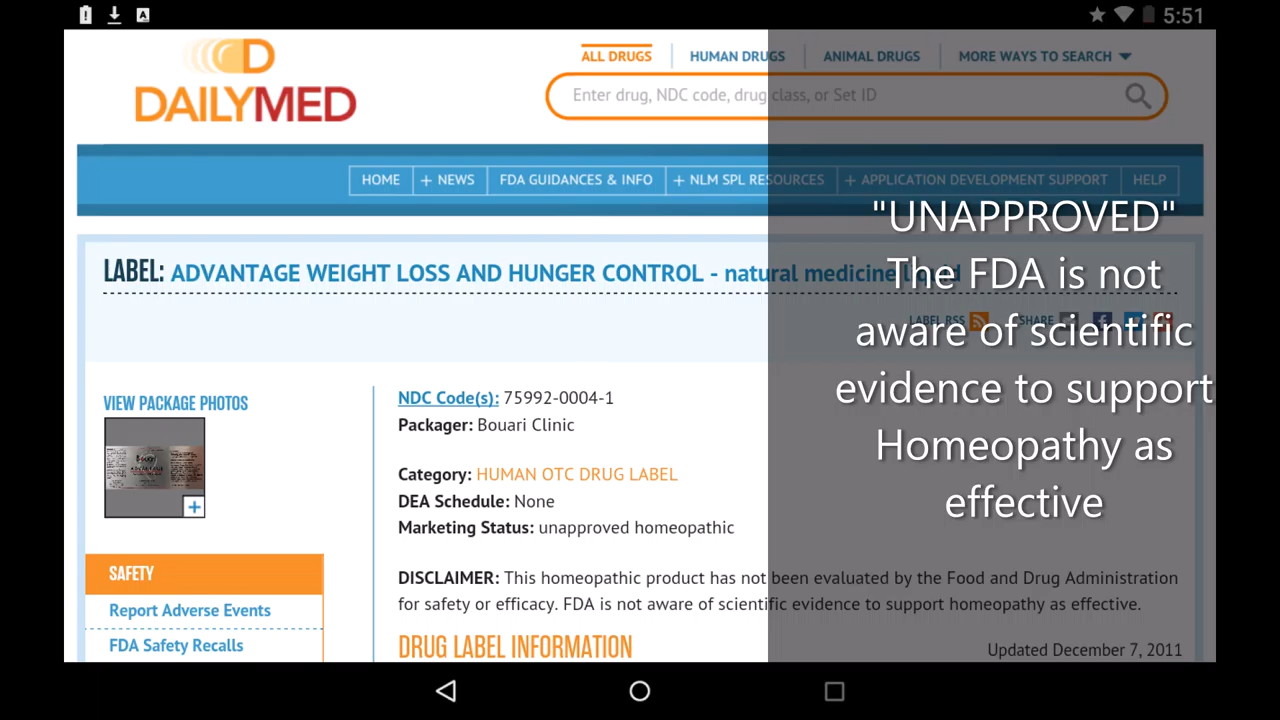 5:51
DAILYMED
ALL DRUGS HUMAN DRUGS ANIMAL DRUGS MORE WAYS TO SEARCH
Enter drug, NDC code, drug class, or Set ID
HOME + NEWS FDA GUIDANCES & INFO + NLM SPL RESOURCES + APPLICATION DEVELOPMENT SUPPORT HELP
LABEL: ADVANTAGE WEIGHT LOSS AND HUNGER CONTROL - natural medicine
LABEL RSS SHARE
"UNAPPROVED"
The FDA is not
aware of scientific
evidence to support
Homeopathy as
effective
VIEW PACKAGE PHOTOS
NDC Code(s): 75992-0004-1
Packager: Bouari Clinic
Category: HUMAN OTC DRUG LABEL
DEA Schedule: None
Marketing Status: unapproved homeopathic
DISCLAIMER: This homeopathic product has not been evaluated by the Food and Drug Administration
for safety or efficacy. FDA is not aware of scientific evidence to support homeopathy as effective.
SAFETY
Report Adverse Events
FDA Safety Recalls
DRUG LABEL INFORMATION
Updated December 7, 2011